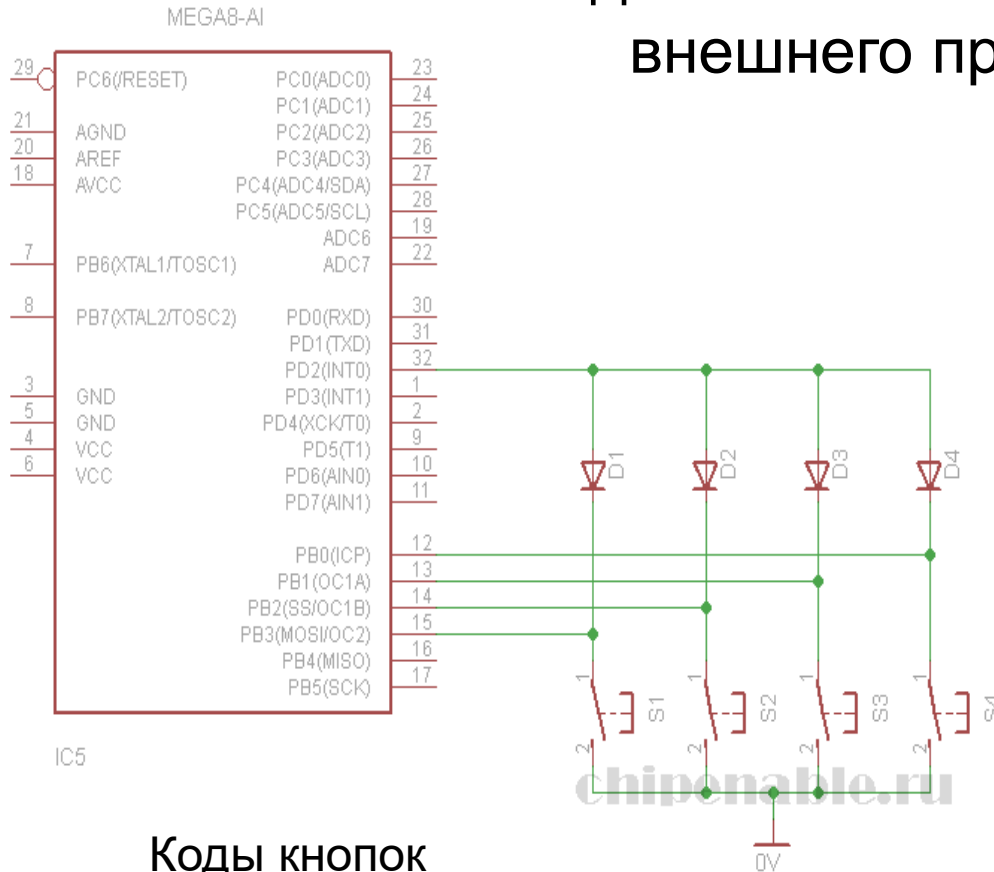 MEGA8-AI
внешнего пр
29
PC6(/RESET)
PC0(ADC0)
23
PC1(ADC1)
24
21
AGND
PC2(ADC2)
25
20
AREF
PC3(ADC3)
26
18
AVCC
PC4(ADC4/SDA)
27
PC5(ADC5/SCL)
28
ADC6
19
7
PB6(XTAL1/TOSC1)
ADC7
22
8
PB7(XTAL2/TOSC2)
PD0(RXD)
30
PD1(TXD)
31
PD2(INT0)
32
3
GND
PD3(INT1)
1
5
GND
PD4(XCK/T0)
2
4
VCC
PD5(T1)
9
6
VCC
PD6(AIN0)
10
PD7(AIN1)
11
D1
D2
D3
D4
PB0(ICP)
12
PB1(OC1A)
13
PB2(SS/OC1B)
14
PB3(MOSI/OC2)
15
PB4(MISO)
16
PB5(SCK)
17
1
1
1
1
S1
S2
S3
S4
2
2
2
2
IC5
chipenable.ru
0V
Коды кнопок